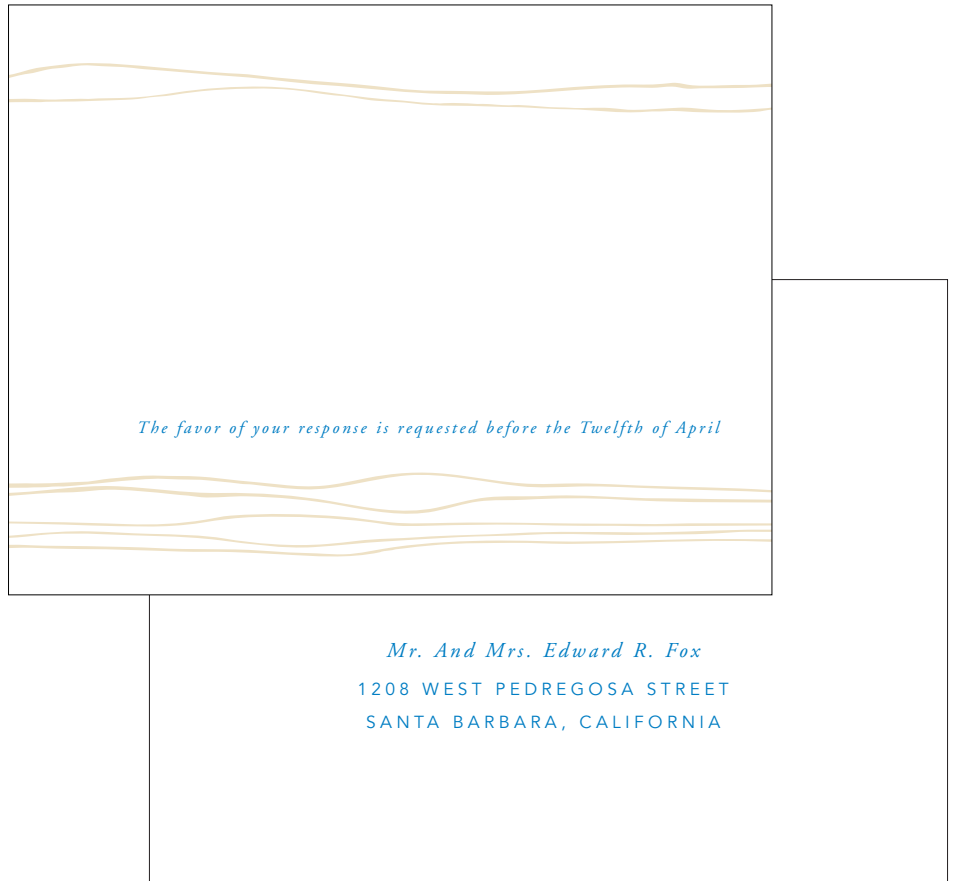 The favor of your response is requested before the Twelfth of April
Mr. And Mrs. Edward R. Fox
1208 WEST PEDREGOSA STREET
SANTA BARBARA, CALIFORNIA